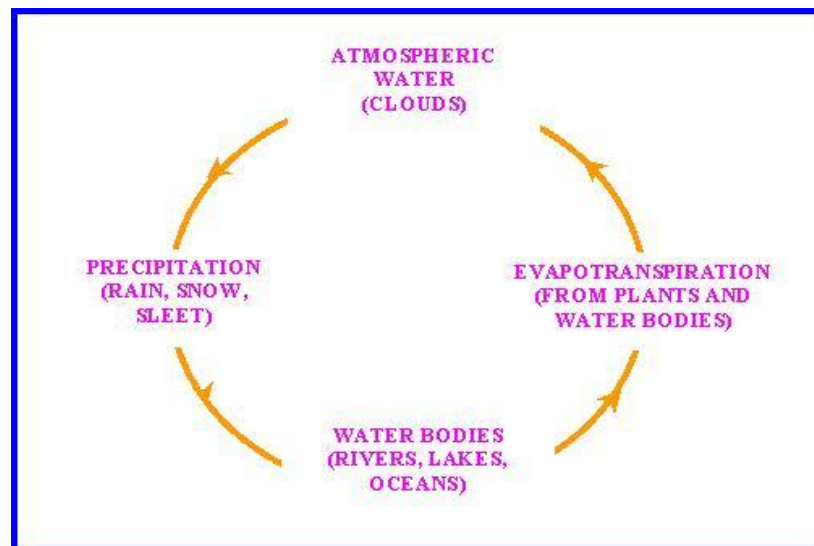 ATMOSPHERIC
WATER
(CLOUDS)
PRECIPITATION
(RAIN, SNOW,
SLEET)
EVAPOTRANSPIRATION
(FROM PLANTS AND
WATER BODIES)
WATER BODIES
(RIVERS, LAKES,
OCEANS)